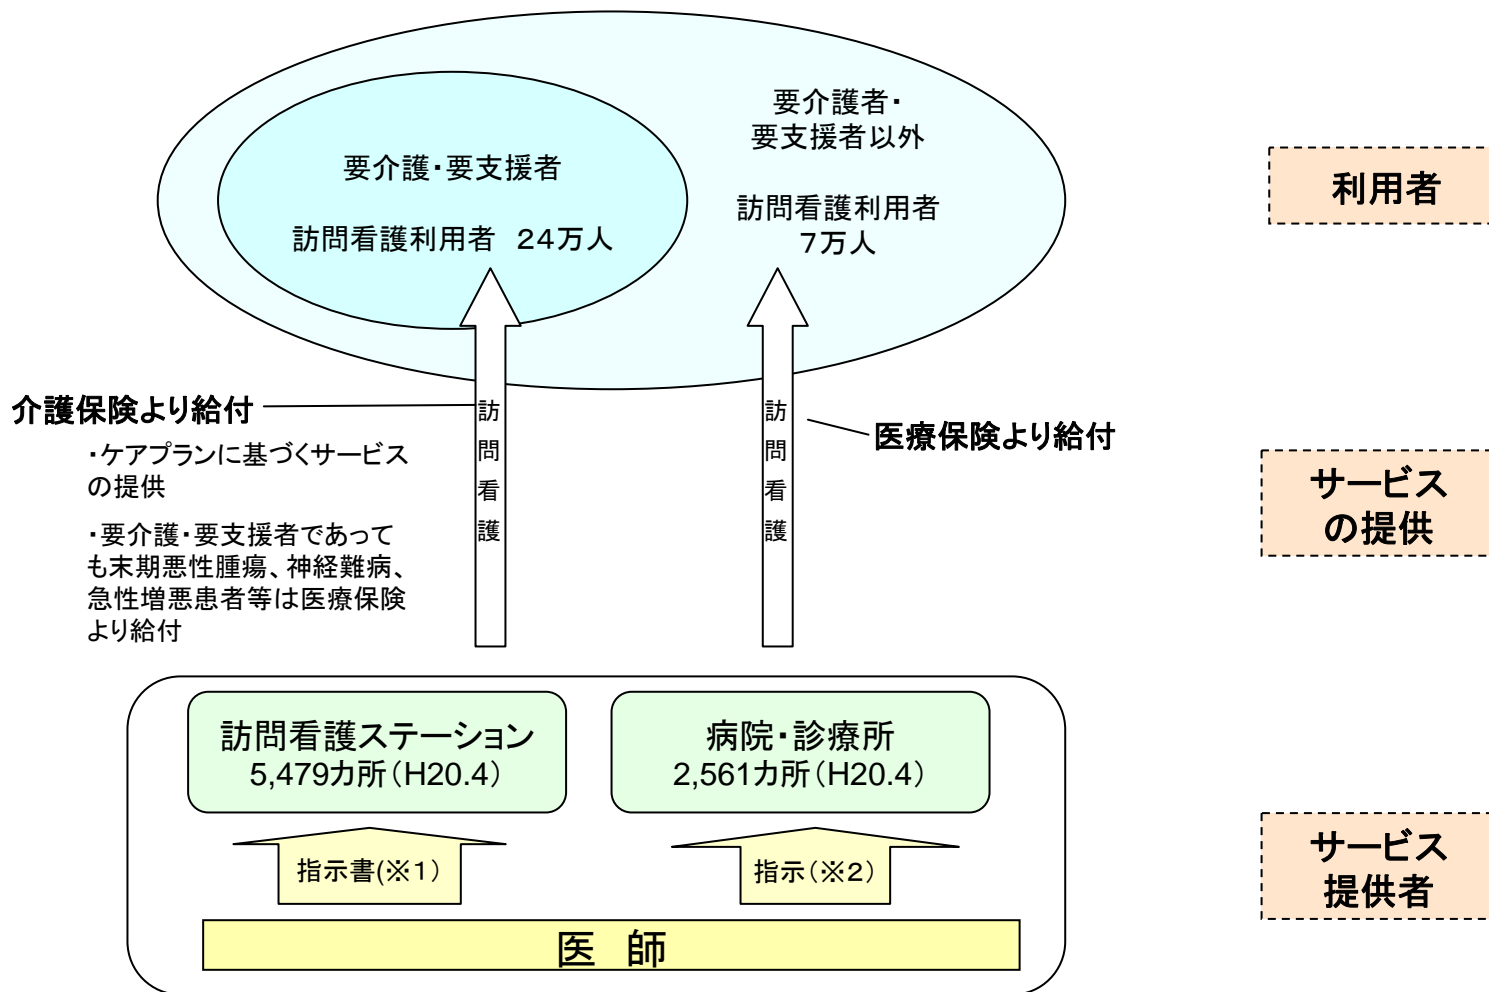 要介護者・
要支援者以外
要介護・要支援者
訪問看護利用者
7万人
訪問看護利用者 24万人
利用者
介護保険より給付
・ケアプランに基づくサービス
の提供
・要介護・要支援者であって
も末期悪性腫瘍、神経難病、
急性増悪患者等は医療保険
より給付
訪問看護
訪問看護
医療保険より給付
サービス
の提供
訪問看護ステーション
5,479カ所（H20.4）
病院・診療所
2,561カ所（H20.4）
指示書(※1）
指示（※2）
医 師
サービス
提供者